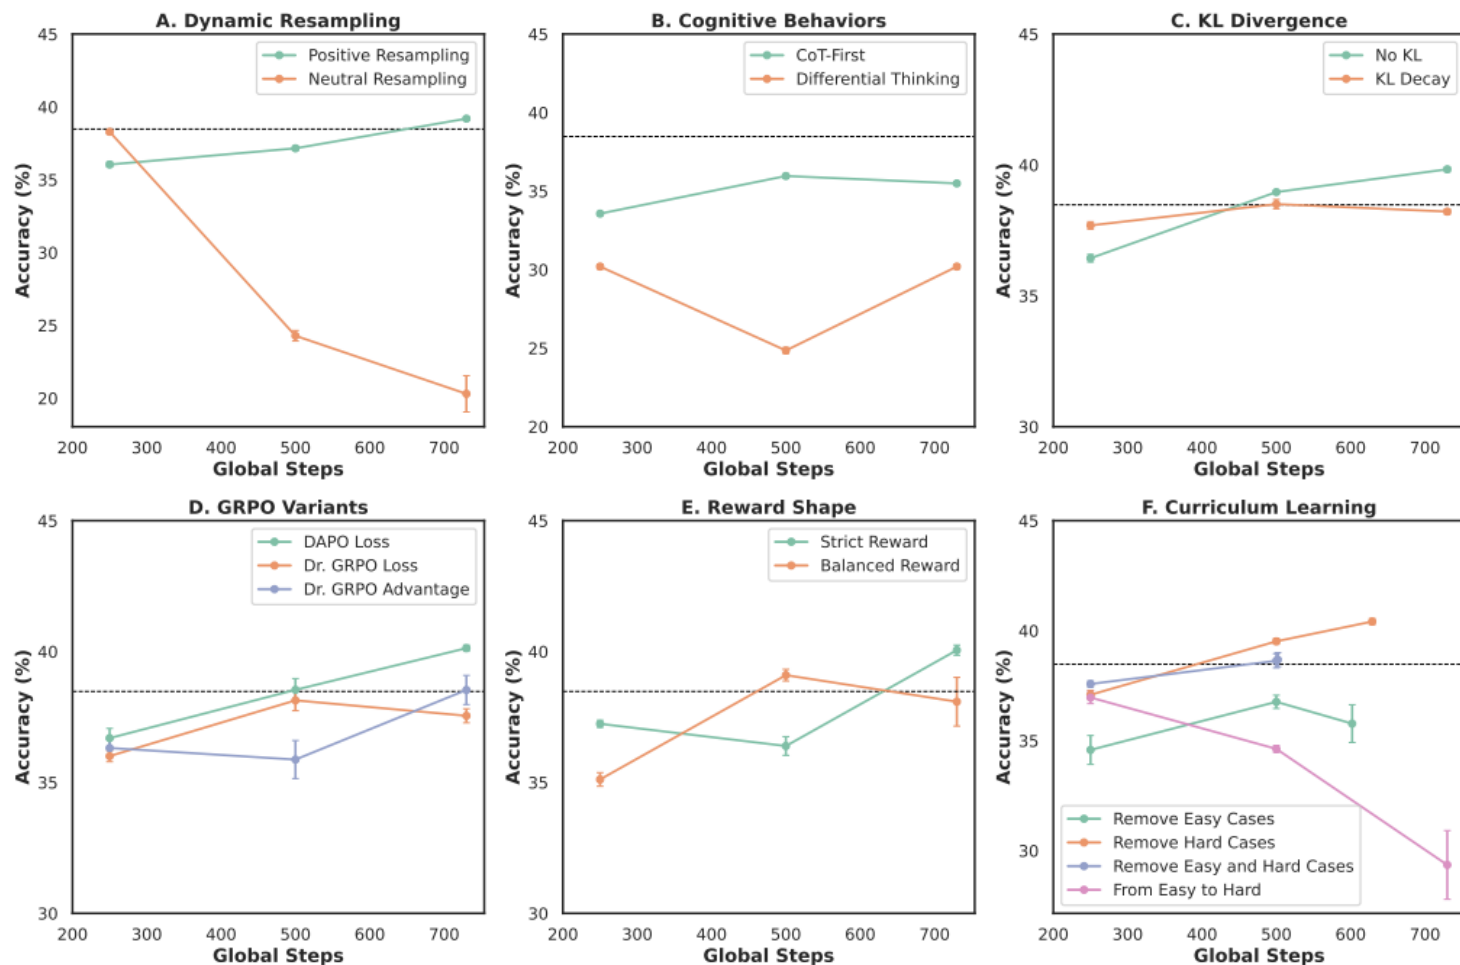 A. Dynamic Resampling
45
40
35
30
25
20
Accuracy (%)
Positive Resampling
Neutral Resampling
200 300 400 500 600 700
Global Steps
B. Cognitive Behaviors
45
40
35
30
25
20
Accuracy (%)
CoT-First
Differential Thinking
200 300 400 500 600 700
Global Steps
C. KL Divergence
45
40
35
30
Accuracy (%)
No KL
KL Decay
200 300 400 500 600 700
Global Steps
D. GRPO Variants
45
40
35
30
Accuracy (%)
DAPO Loss
Dr. GRPO Loss
Dr. GRPO Advantage
200 300 400 500 600 700
Global Steps
E. Reward Shape
45
40
35
30
Accuracy (%)
Strict Reward
Balanced Reward
200 300 400 500 600 700
Global Steps
F. Curriculum Learning
45
40
35
30
Accuracy (%)
Remove Easy Cases
Remove Hard Cases
Remove Easy and Hard Cases
From Easy to Hard
200 300 400 500 600 700
Global Steps